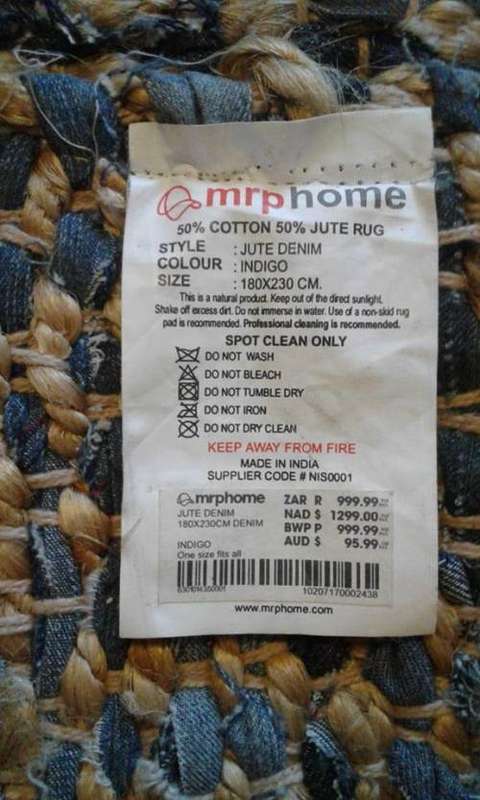 mrphome
50% COTTON 50% JUTE RUG
STYLE : JUTE DENIM
COLOUR : INDIGO
SIZE : 180X230 CM.
This is a natural product. Keep out of the direct sunlight.
Shake off excess dirt. Do not immerse in water. Use of a non-skid rug
pad is recommended. Professional cleaning is recommended.
SPOT CLEAN ONLY
DO NOT WASH
DO NOT BLEACH
DO NOT TUMBLE DRY
DO NOT IRON
DO NOT DRY CLEAN
KEEP AWAY FROM FIRE
MADE IN INDIA
SUPPLIER CODE # NIS0001
mrphome ZAR R 999.99
JUTE DENIM NAD $ 1299.00
180X230CM DENIM BWP P 999.99
INDIGO AUD $ 95.99
One size fits all
10207170002438
www.mrphome.com